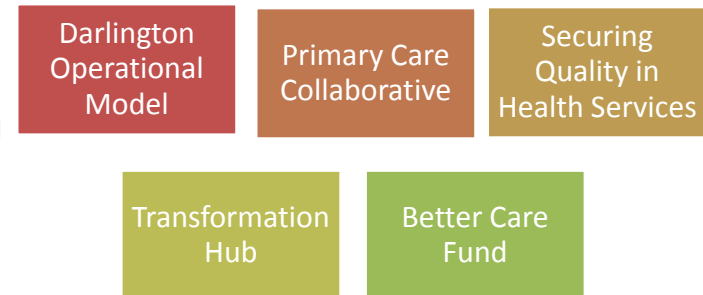 Darlington
Operational
Model
Primary Care
Collaborative
Securing
Quality in
Health Services
Transformation
Hub
Better Care
Fund